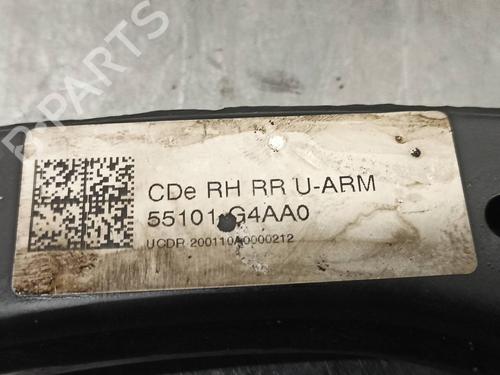 CDe RH RR U-ARM
55101-G4AA0
UCDR 200110A0000212
B-PARTS